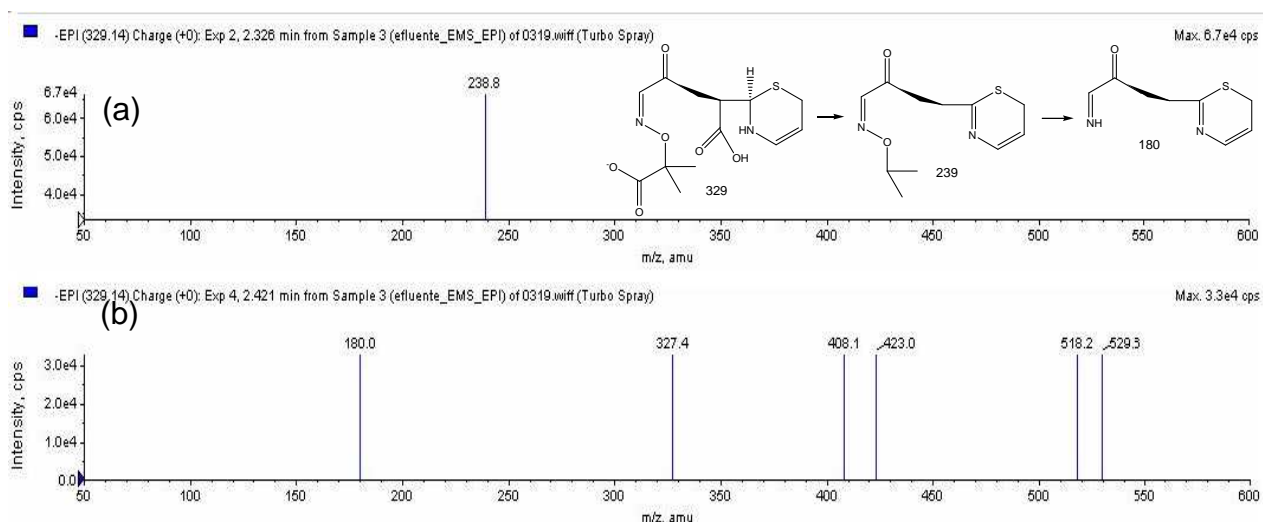 -EPI (329.14) Charge (+0): Exp 2, 2.326 min from Sample 3 (efluente_EMS_EPI) of 0319.wiff (Turbo Spray)
Max. 6.7e4 cps
(a)
238.8
6.7e4
6.0e4
5.0e4
4.0e4
Intensity, cps
O
H
S
HN
N
O
O
OH
-O
O
329
O
S
N
N
O
239
O
S
NH
N
180
50 100 150 200 250 300 350 400 450 500 550 600
m/z, amu
-EPI (329.14) Charge (+0): Exp 4, 2.421 min from Sample 3 (efluente_EMS_EPI) of 0319.wiff (Turbo Spray)
Max. 3.3e4 cps
(b)
180.0 327.4 408.1 423.0 518.2 529.3
3.0e4
2.0e4
1.0e4
0.0
Intensity, cps
50 100 150 200 250 300 350 400 450 500 550 600
m/z, amu